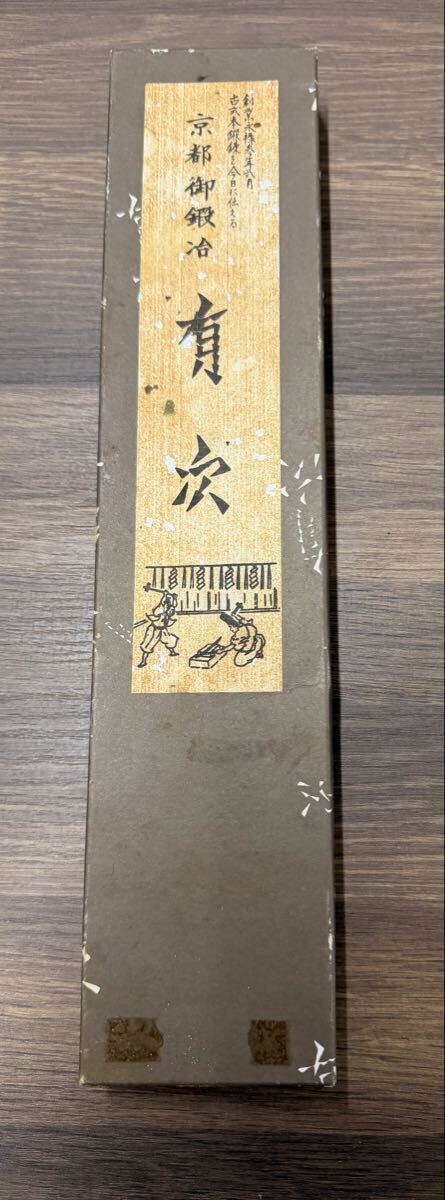 創業永禄参年弐月
古式本鍛錬を今日に伝える
京都御鍛冶
有次